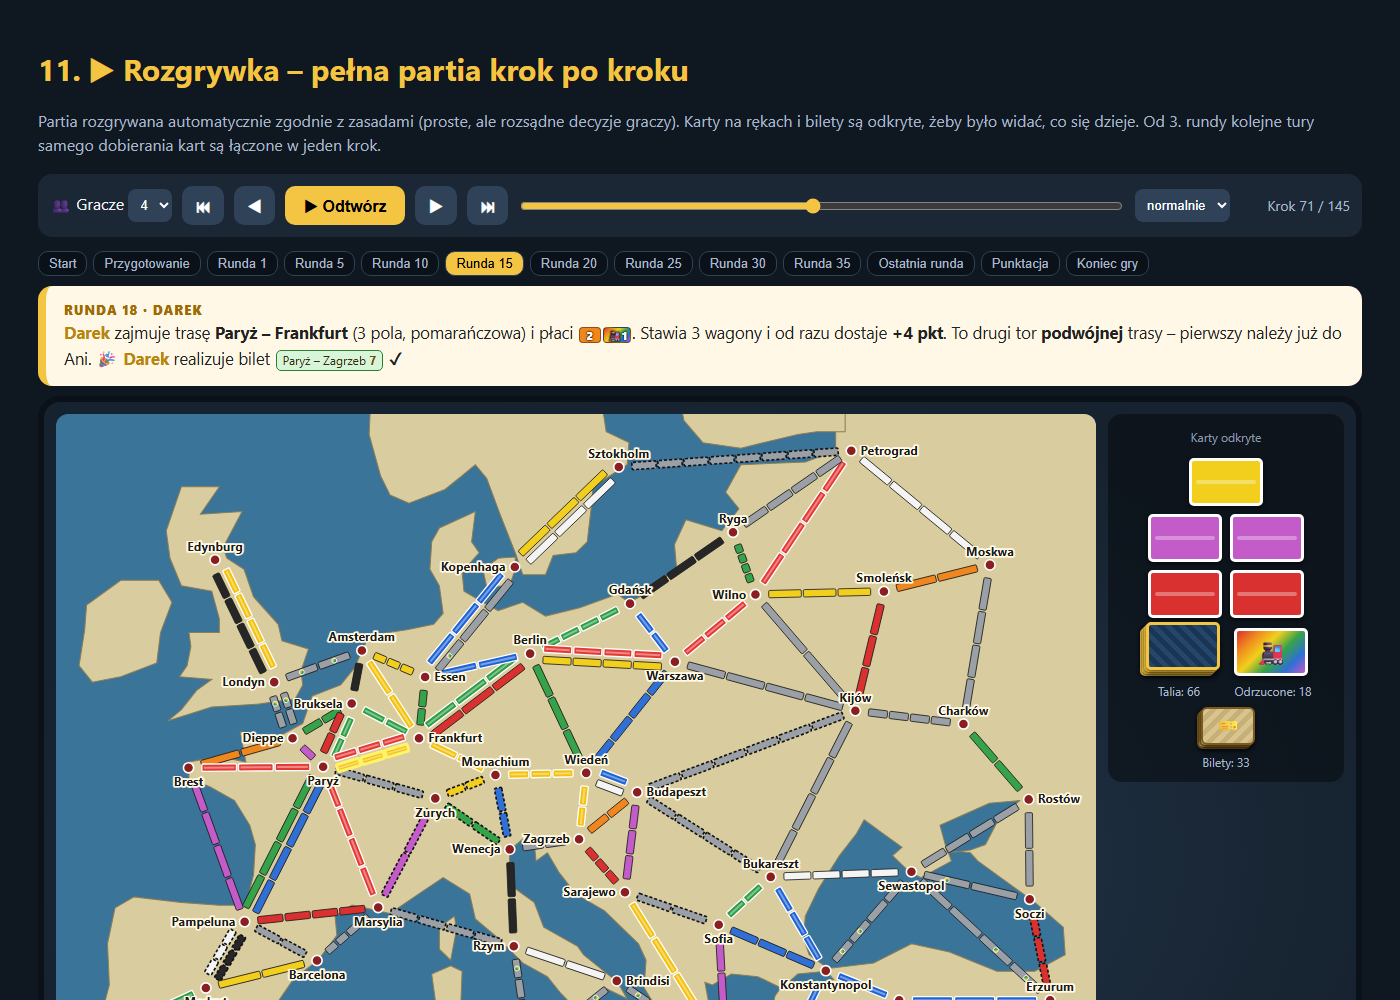 11. ▶ Rozgrywka – pełna partia krok po kroku
Partia rozgrywana automatycznie zgodnie z zasadami (proste, ale rozsądne decyzje graczy). Karty na rękach i bilety są odkryte, żeby było widać, co się dzieje. Od 3. rundy kolejne tury
samego dobierania kart są łączone w jeden krok.
Gracze 4 ▶ Odtwórz normalnie Krok 71 / 145
Start Przygotowanie Runda 1 Runda 5 Runda 10 Runda 15 Runda 20 Runda 25 Runda 30 Runda 35 Ostatnia runda Punktacja Koniec gry
RUNDA 18 · DAREK
Darek zajmuje trasę Paryż – Frankfurt (3 pola, pomarańczowa) i płaci 2 1. Stawia 3 wagony i od razu dostaje +4 pkt. To drugi tor podwójnej trasy – pierwszy należy już do
Ani. 🎉 Darek realizuje bilet Paryż – Zagrzeb 7 ✓
Karty odkryte
Sztokholm
Petrograd
Ryga
Edynburg
Moskwa
Kopenhaga
Smoleńsk
Gdańsk
Wilno
Amsterdam
Berlin
Londyn
Essen
Warszawa
Talia: 66
Odrzucone: 18
Bruksela
Kijów
Charków
Dieppe
Frankfurt
Monachium
Wiedeń
Bilety: 33
Brest
Paryż
Budapeszt
Rostów
Zurych
Zagrzeb
Wenecja
Bukareszt
Sewastopol
Sarajewo
Soczi
Pampeluna
Marsylia
Sofia
Rzym
Barcelona
Brindisi
Konstantynopol
Erzurum